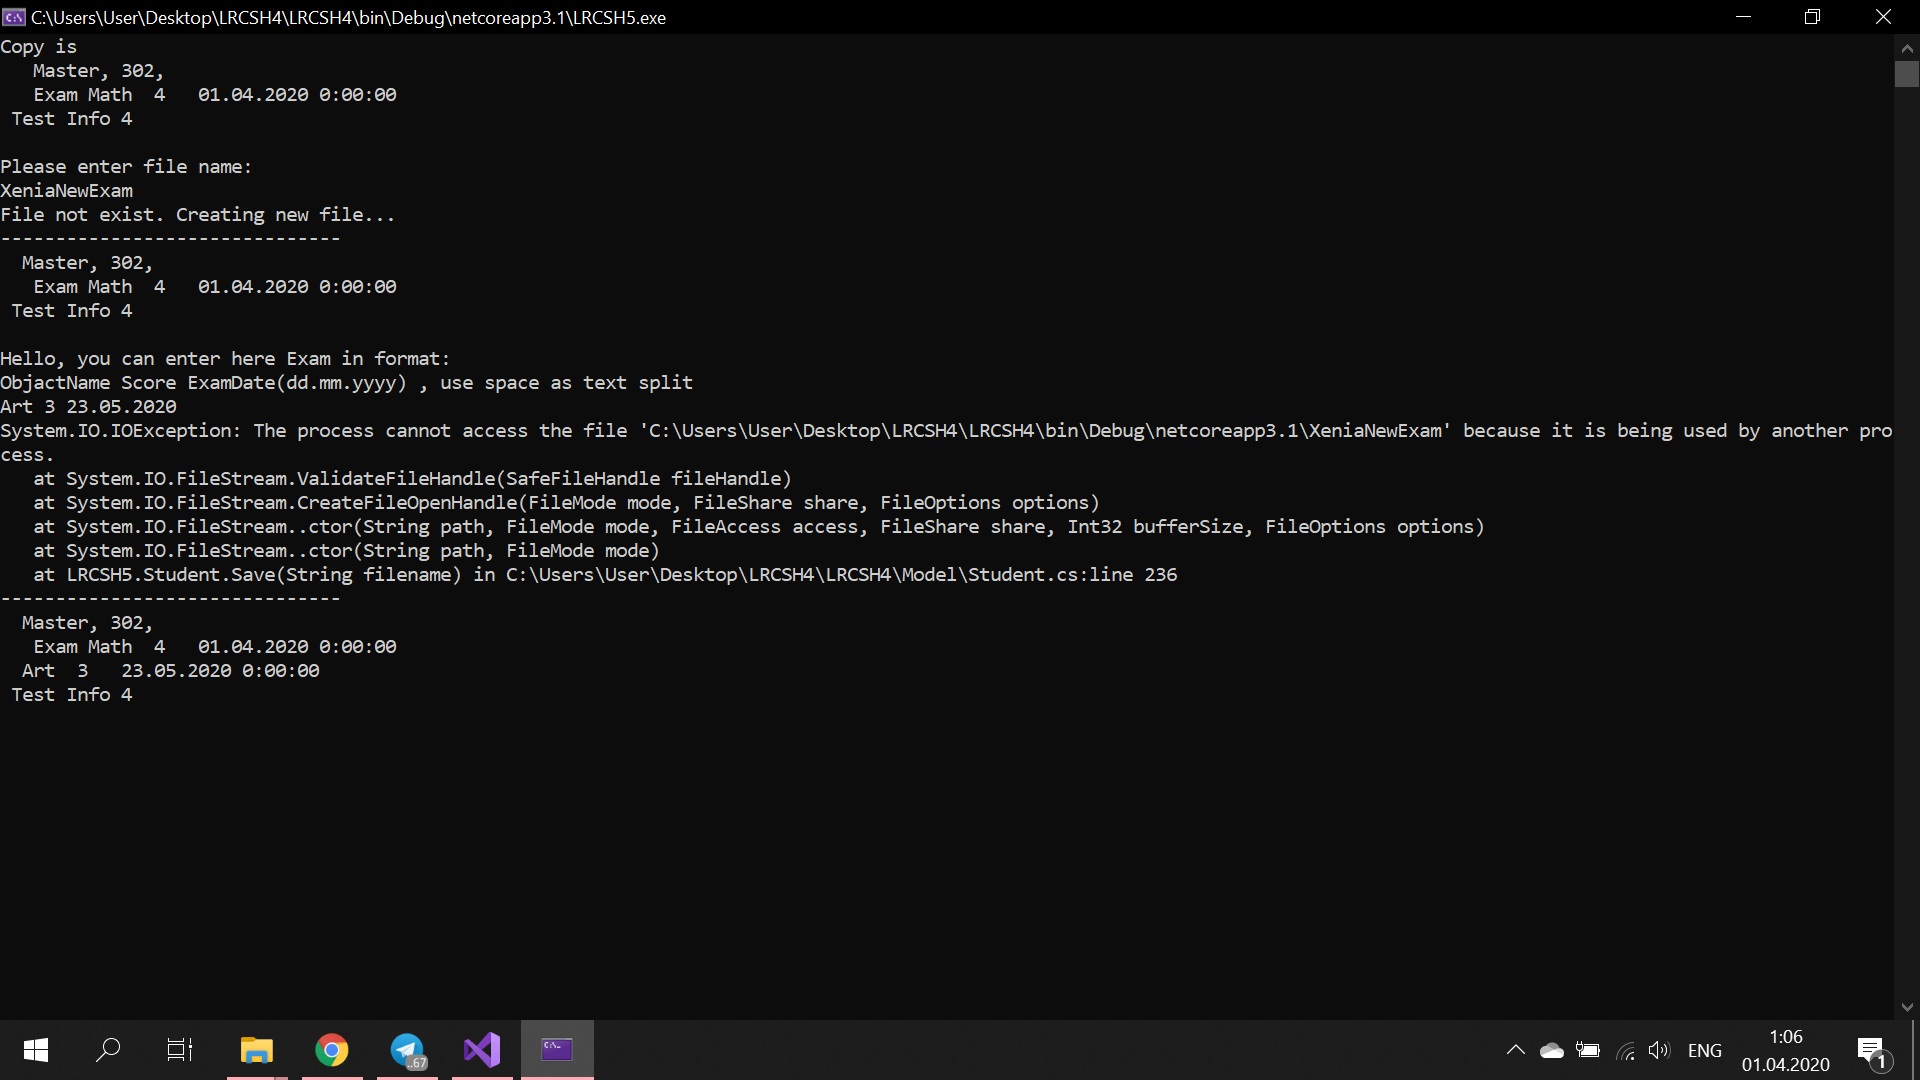 C:\Users\User\Desktop\LRCSH4\LRCSH4\bin\Debug\netcoreapp3.1\LRCSH5.exe
Copy is
Master, 302,
Exam Math 4 01.04.2020 0:00:00
Test Info 4
Please enter file name:
XeniaNewExam
File not exist. Creating new file...
-------------------------------
Master, 302,
Exam Math 4 01.04.2020 0:00:00
Test Info 4
Hello, you can enter here Exam in format:
ObjactName Score ExamDate(dd.mm.yyyy) , use space as text split
Art 3 23.05.2020
System.IO.IOException: The process cannot access the file 'C:\Users\User\Desktop\LRCSH4\LRCSH4\bin\Debug\netcoreapp3.1\XeniaNewExam' because it is being used by another pro
cess.
at System.IO.FileStream.ValidateFileHandle(SafeFileHandle fileHandle)
at System.IO.FileStream.CreateFileOpenHandle(FileMode mode, FileShare share, FileOptions options)
at System.IO.FileStream..ctor(String path, FileMode mode, FileAccess access, FileShare share, Int32 bufferSize, FileOptions options)
at System.IO.FileStream..ctor(String path, FileMode mode)
at LRCSH5.Student.Save(String filename) in C:\Users\User\Desktop\LRCSH4\LRCSH4\Model\Student.cs:line 236
-------------------------------
Master, 302,
Exam Math 4 01.04.2020 0:00:00
Art 3 23.05.2020 0:00:00
Test Info 4
..67
ENG
1:06
01.04.2020
1